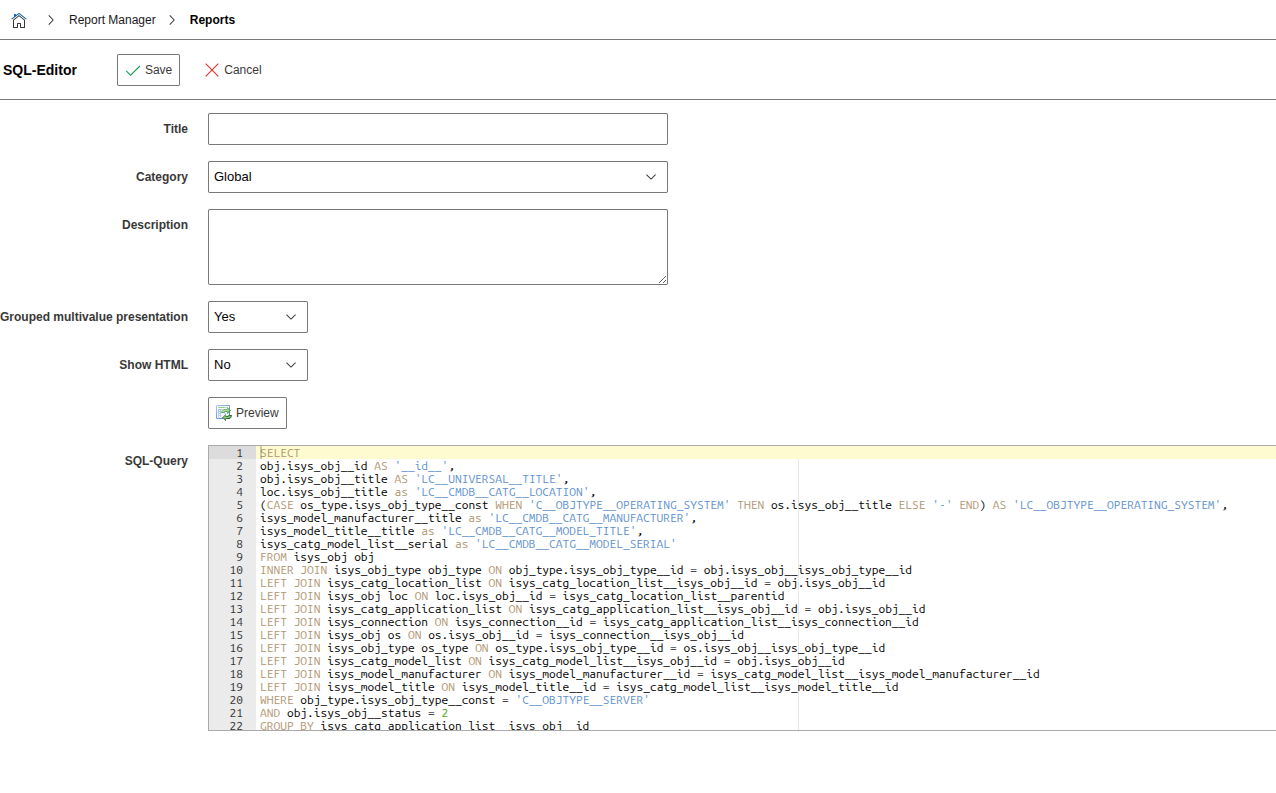 Report Manager Reports
SQL-Editor Save Cancel
Title
Category Global
Description
Grouped multivalue presentation Yes
Show HTML No
Preview
SQL-Query
1 SELECT
2 obj.isys_obj__id AS '__id__',
3 obj.isys_obj__title AS 'LC__UNIVERSAL__TITLE',
4 loc.isys_obj__title as 'LC__CMDB__CATG__LOCATION',
5 (CASE os_type.isys_obj_type__const WHEN 'C__OBJTYPE__OPERATING_SYSTEM' THEN os.isys_obj__title ELSE '-' END) AS 'LC__OBJTYPE__OPERATING_SYSTEM',
6 isys_model_manufacturer__title as 'LC__CMDB__CATG__MANUFACTURER',
7 isys_model_title__title as 'LC__CMDB__CATG__MODEL_TITLE',
8 isys_catg_model_list__serial as 'LC__CMDB__CATG__MODEL_SERIAL'
9 FROM isys_obj obj
10 INNER JOIN isys_obj_type obj_type ON obj_type.isys_obj_type__id = obj.isys_obj__isys_obj_type__id
11 LEFT JOIN isys_catg_location_list ON isys_catg_location_list__isys_obj__id = obj.isys_obj__id
12 LEFT JOIN isys_obj loc ON loc.isys_obj__id = isys_catg_location_list__parentid
13 LEFT JOIN isys_catg_application_list ON isys_catg_application_list__isys_obj__id = obj.isys_obj__id
14 LEFT JOIN isys_connection ON isys_connection__id = isys_catg_application_list__isys_connection__id
15 LEFT JOIN isys_obj os ON os.isys_obj__id = isys_connection__isys_obj__id
16 LEFT JOIN isys_obj_type os_type ON os_type.isys_obj_type__id = os.isys_obj__isys_obj_type__id
17 LEFT JOIN isys_catg_model_list ON isys_catg_model_list__isys_obj__id = obj.isys_obj__id
18 LEFT JOIN isys_model_manufacturer ON isys_model_manufacturer__id = isys_catg_model_list__isys_model_manufacturer__id
19 LEFT JOIN isys_model_title ON isys_model_title__id = isys_catg_model_list__isys_model_title__id
20 WHERE obj_type.isys_obj_type__const = 'C__OBJTYPE__SERVER'
21 AND obj.isys_obj__status = 2
22 GROUP BY isys_catg_application_list__isys_obj__id